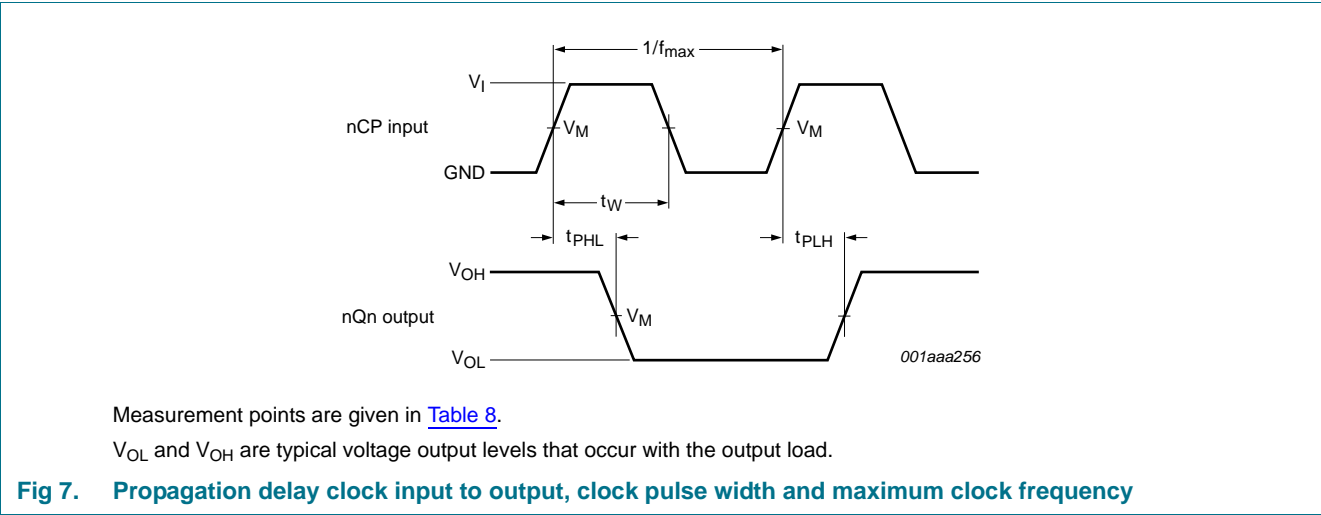 1/fmax
VI
nCP input
VM
VM
GND
tW
tPHL
tPLH
VOH
nQn output
VM
VOL
001aaa256
Measurement points are given in Table 8.
VOL and VOH are typical voltage output levels that occur with the output load.
Fig 7. Propagation delay clock input to output, clock pulse width and maximum clock frequency